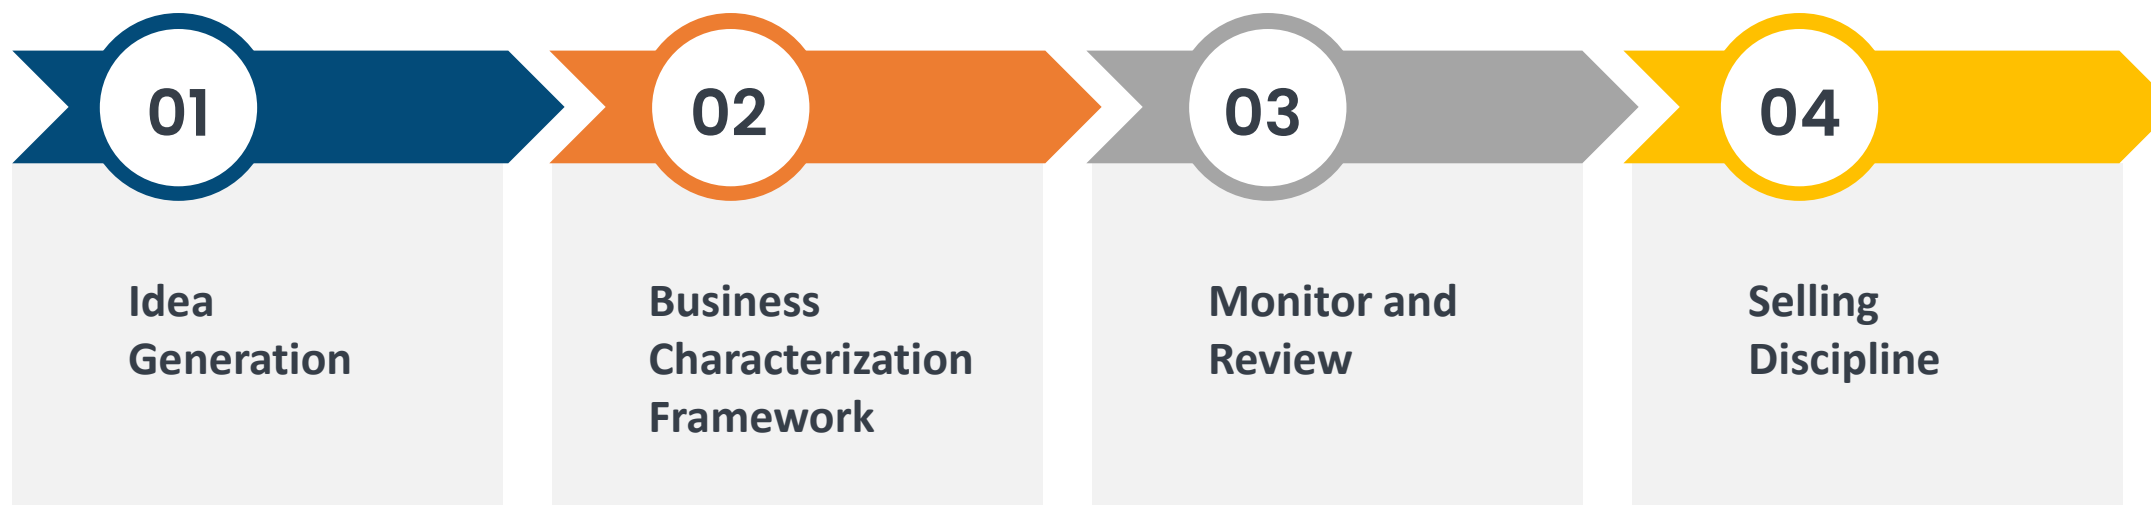 01
Idea
Generation
02
Business
Characterization
Framework
03
Monitor and
Review
04
Selling
Discipline